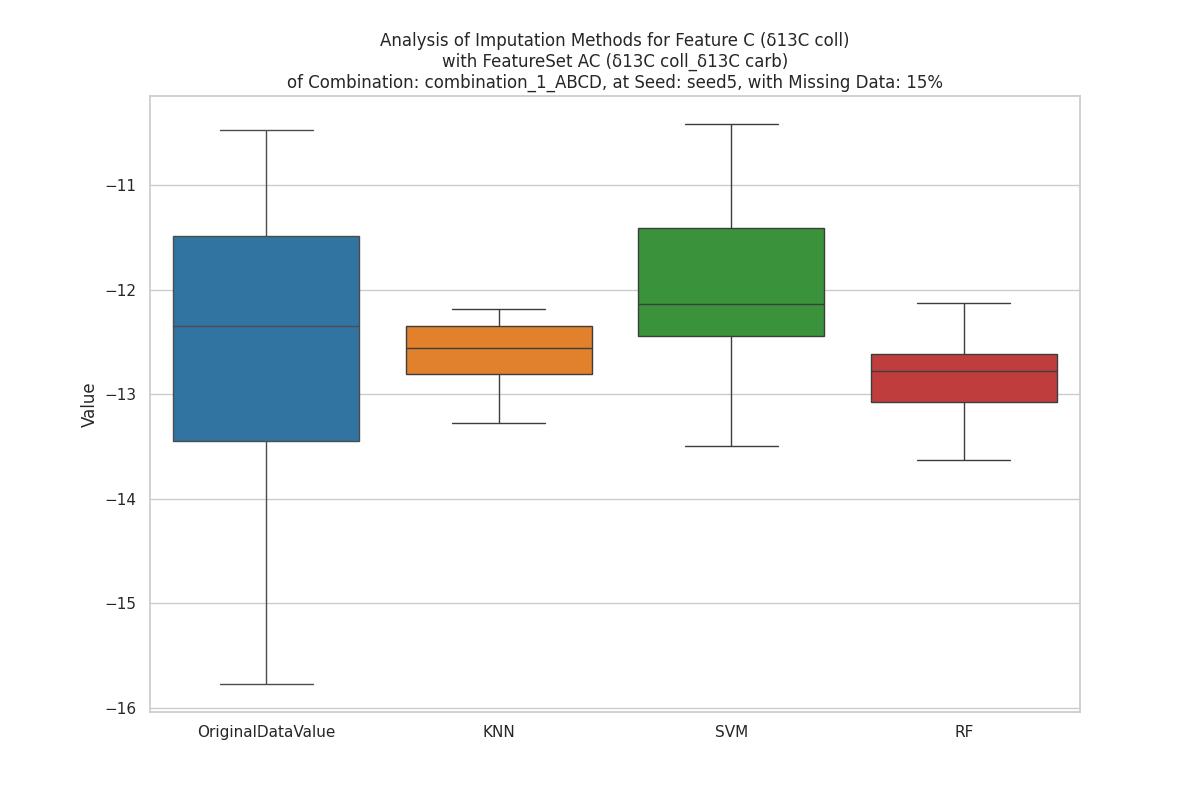 Analysis of Imputation Methods for Feature C (δ13C coll)
with FeatureSet AC (δ13C coll_δ13C carb)
of Combination: combination_1_ABCD, at Seed: seed5, with Missing Data: 15%
Value
−11
−12
−13
−14
−15
−16
OriginalDataValue
KNN
SVM
RF